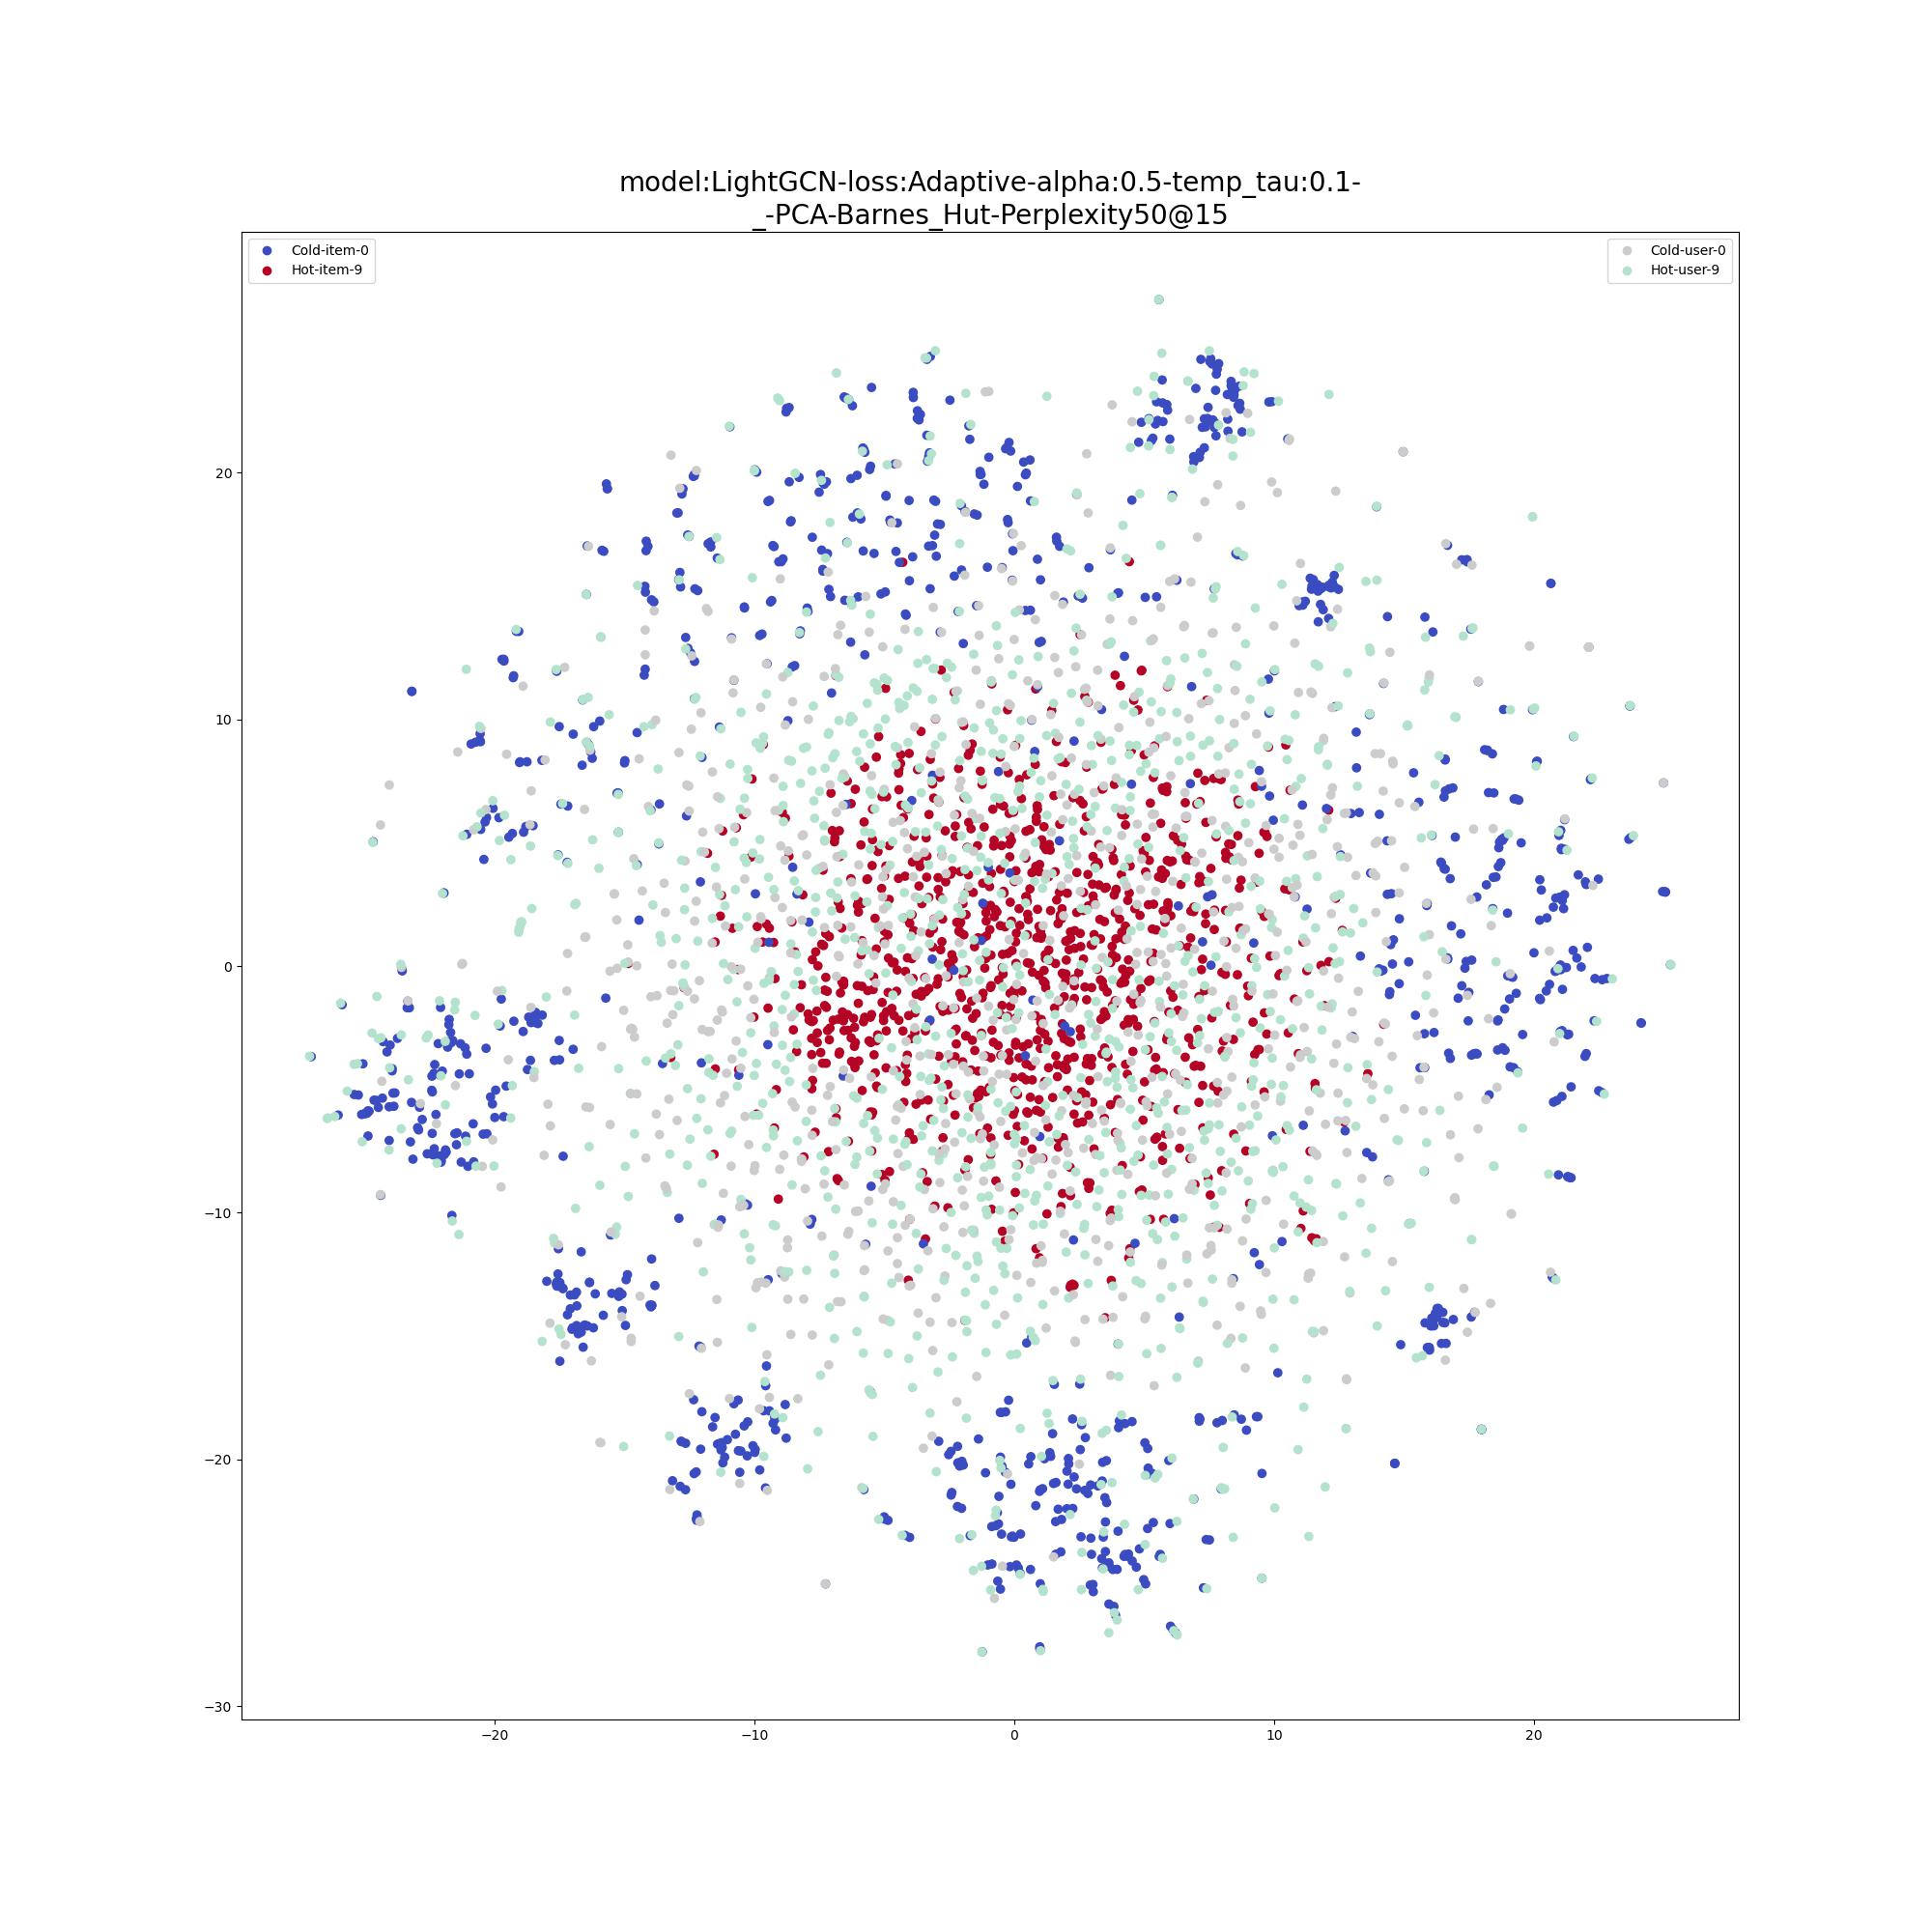 model:LightGCN-loss:Adaptive-alpha:0.5-temp_tau:0.1-
_-PCA-Barnes_Hut-Perplexity50@15
Cold-item-0
Hot-item-9
Cold-user-0
Hot-user-9
20
10
0
−10
−20
−30
−20
−10
0
10
20